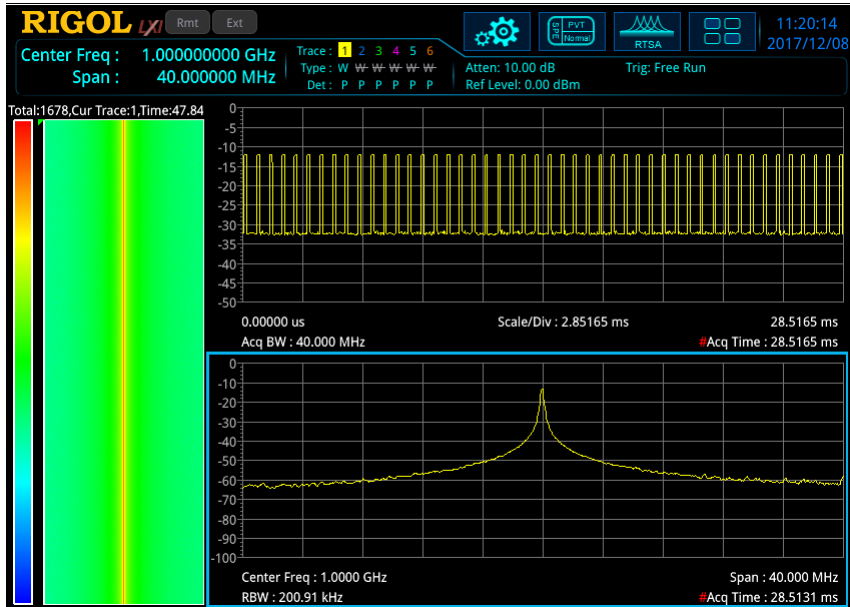 RIGOL LXI Rmt Ext
Center Freq : 1.000000000 GHz
Span : 40.000000 MHz
Trace : 1 2 3 4 5 6
Type : W W W W W W
Det : P P P P P P
SPE PVT Normal
RTSA
11:20:14
2017/12/08
Atten: 10.00 dB Trig: Free Run
Ref Level: 0.00 dBm
Total:1678,Cur Trace:1,Time:47.84
0
-5
-10
-15
-20
-25
-30
-35
-40
-45
-50
0.00000 us Scale/Div : 2.85165 ms 28.5165 ms
Acq BW : 40.000 MHz #Acq Time : 28.5165 ms
0
-10
-20
-30
-40
-50
-60
-70
-80
-90
-100
Center Freq : 1.0000 GHz Span : 40.000 MHz
RBW : 200.91 kHz #Acq Time : 28.5131 ms